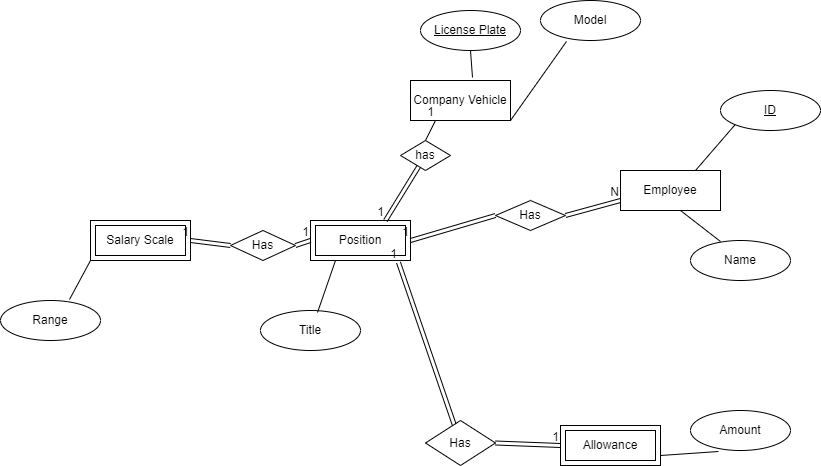 Model
License Plate
Company Vehicle
1
ID
has
Employee
N
1
Has
1
1
Salary Scale
1
Has
Position
1
Name
Range
Title
Amount
1
Has
Allowance